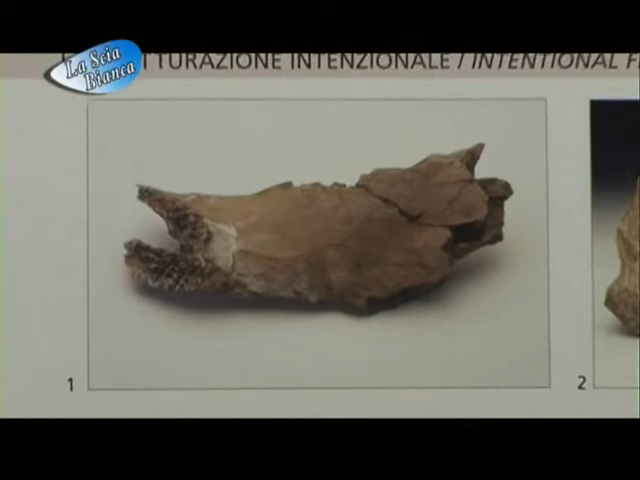 La Scia
Bianca
TTURAZIONE INTENZIONALE / INTENTIONAL F
1
2